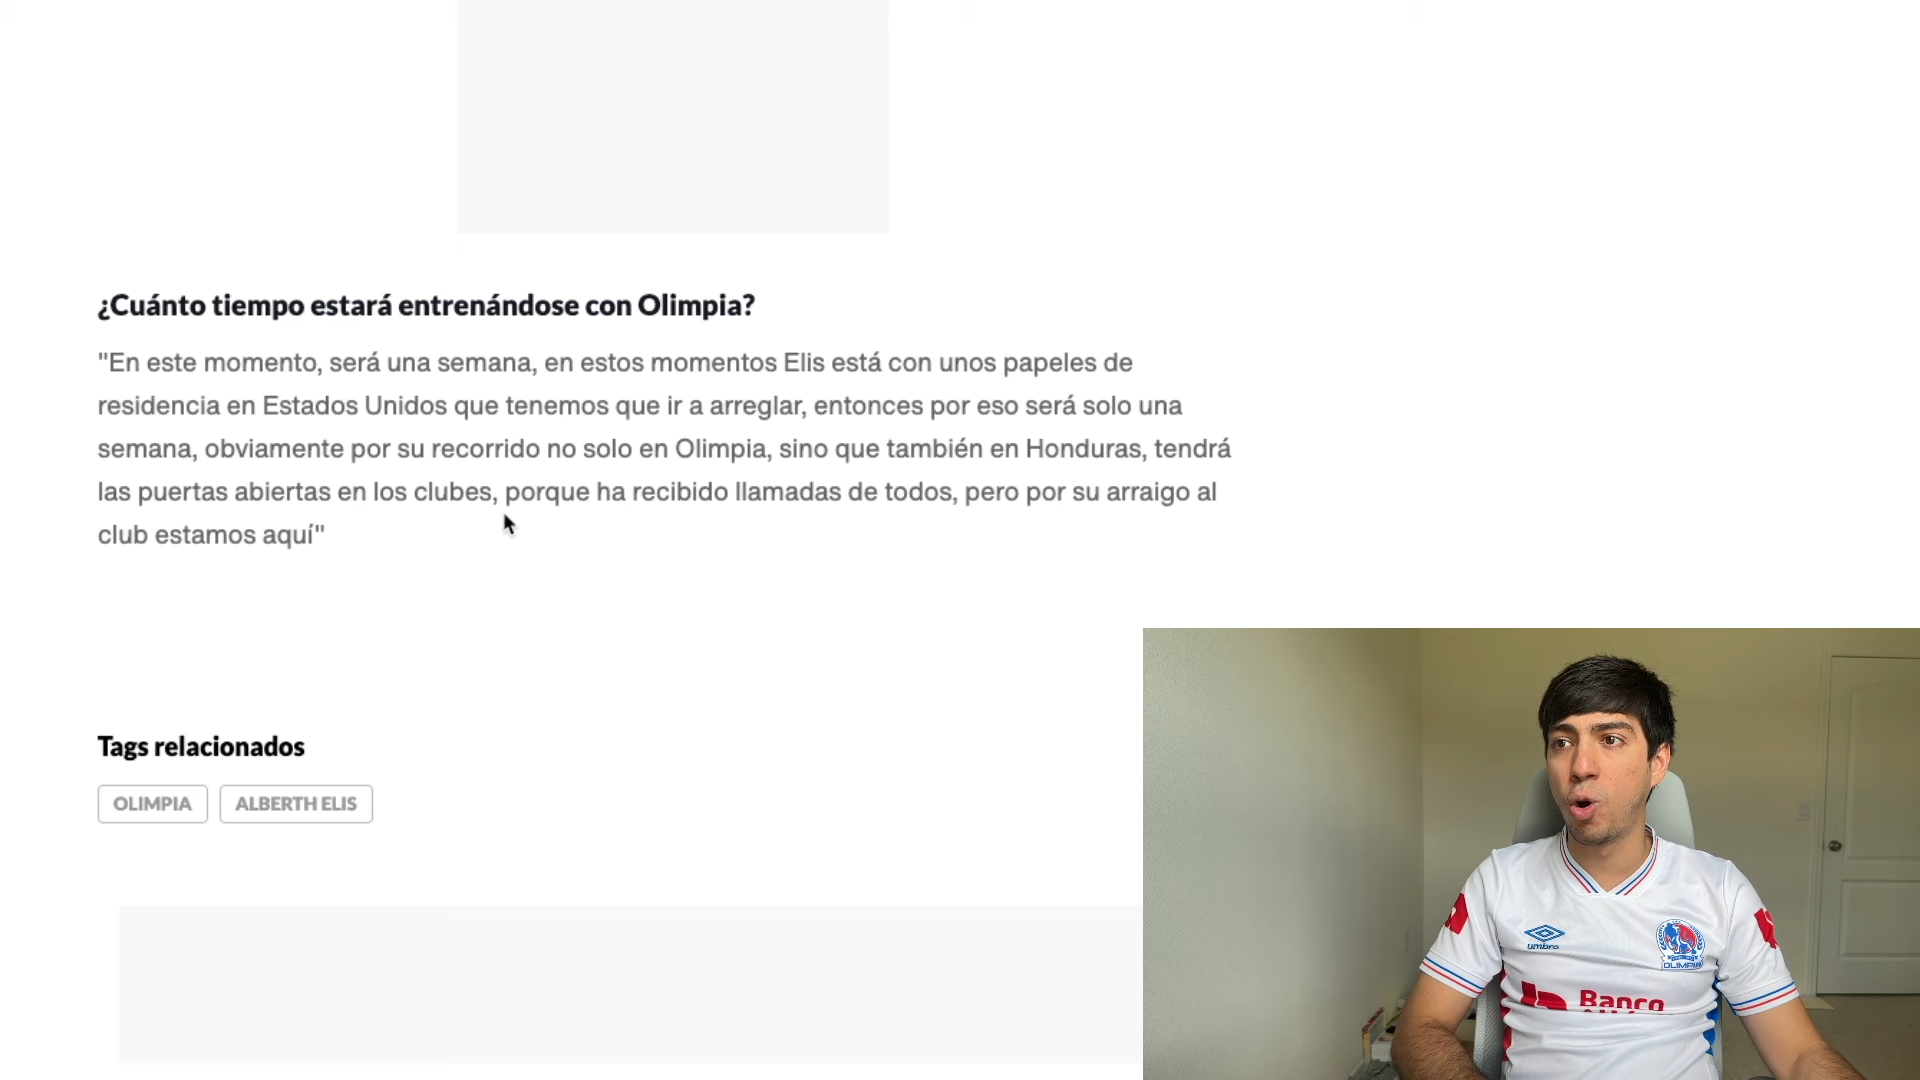 ¿Cuánto tiempo estará entrenándose con Olimpia?
"En este momento, será una semana, en estos momentos Elis está con unos papeles de
residencia en Estados Unidos que tenemos que ir a arreglar, entonces por eso será solo una
semana, obviamente por su recorrido no solo en Olimpia, sino que también en Honduras, tendrá
las puertas abiertas en los clubes, porque ha recibido llamadas de todos, pero por su arraigo al
club estamos aquí"
Tags relacionados
OLIMPIA
ALBERTH ELIS
umbro
OLIMPIA
Banco